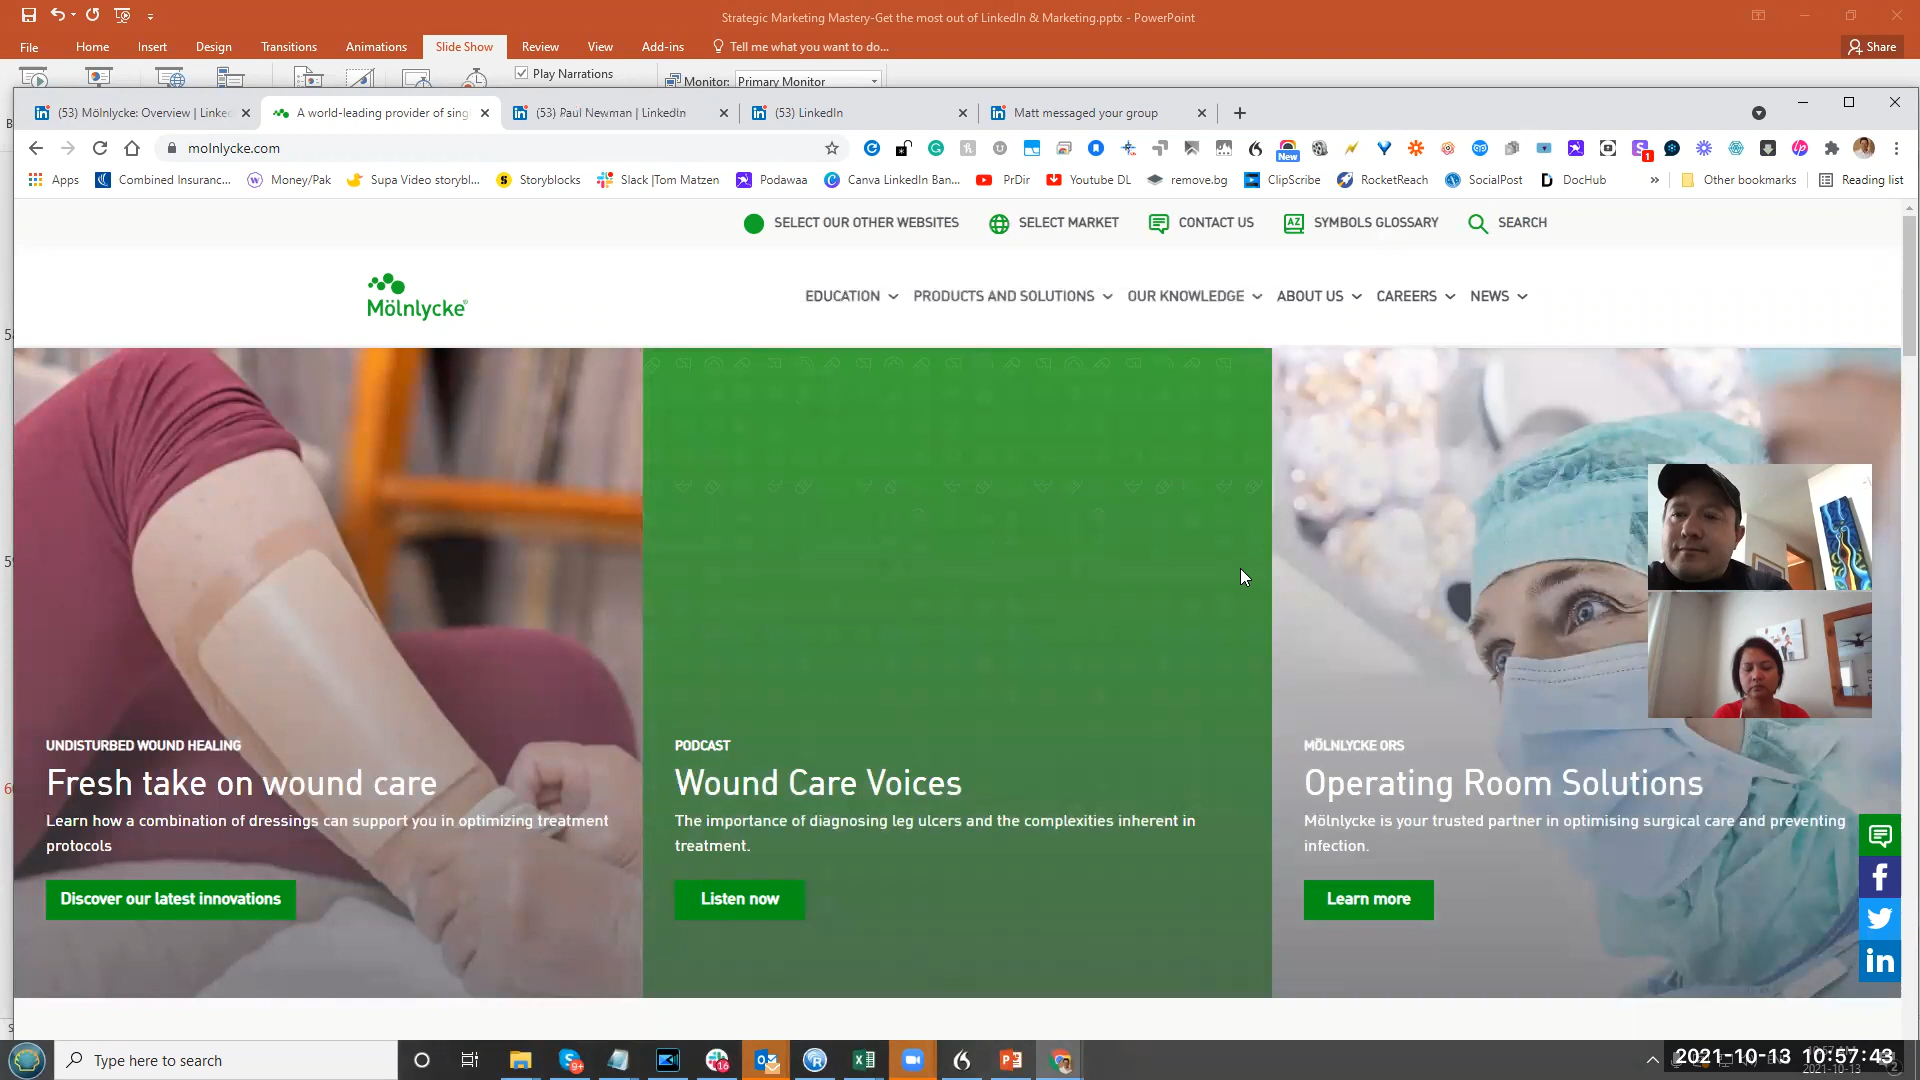 Strategic Marketing Mastery-Get the most out of LinkedIn & Marketing.pptx - PowerPoint
File Home Insert Design Transitions Animations Slide Show Review View Add-ins Tell me what you want to do... Share
Play Narrations Monitor: Primary Monitor
(53) Mölnlycke: Overview | Linke
A world-leading provider of sing
(53) Paul Newman | LinkedIn
(53) LinkedIn
Matt messaged your group
molnlycke.com
New
1
Apps Combined Insuranc... Money/Pak Supa Video storybl... Storyblocks Slack |Tom Matzen Podawaa Canva LinkedIn Ban... PrDir Youtube DL remove.bg ClipScribe RocketReach SocialPost DocHub » Other bookmarks Reading list
SELECT OUR OTHER WEBSITES SELECT MARKET CONTACT US AZ SYMBOLS GLOSSARY SEARCH
Mölnlycke®
EDUCATION PRODUCTS AND SOLUTIONS OUR KNOWLEDGE ABOUT US CAREERS NEWS
UNDISTURBED WOUND HEALING
Fresh take on wound care
Learn how a combination of dressings can support you in optimizing treatment
protocols
Discover our latest innovations
PODCAST
Wound Care Voices
The importance of diagnosing leg ulcers and the complexities inherent in
treatment.
Listen now
MÖLNLYCKE ORS
Operating Room Solutions
Mölnlycke is your trusted partner in optimising surgical care and preventing
infection.
Learn more
Type here to search
9+
16
2021-10-13 10:57:43
2021-10-13